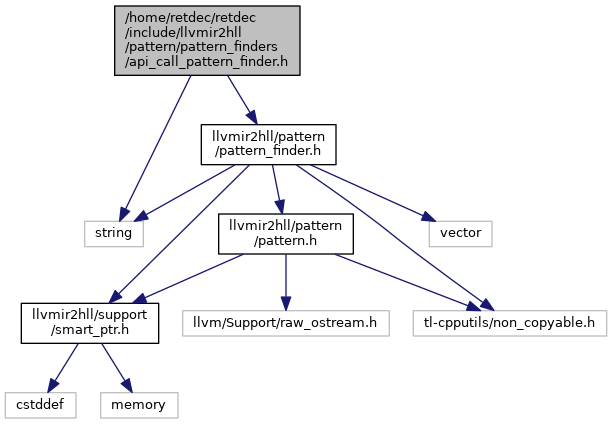 /home/retdec/retdec
/include/llvmir2hll
/pattern/pattern_finders
/api_call_pattern_finder.h
llvmir2hll/pattern
/pattern_finder.h
string
llvmir2hll/pattern
/pattern.h
vector
llvmir2hll/support
/smart_ptr.h
llvm/Support/raw_ostream.h
tl-cpputils/non_copyable.h
cstddef
memory